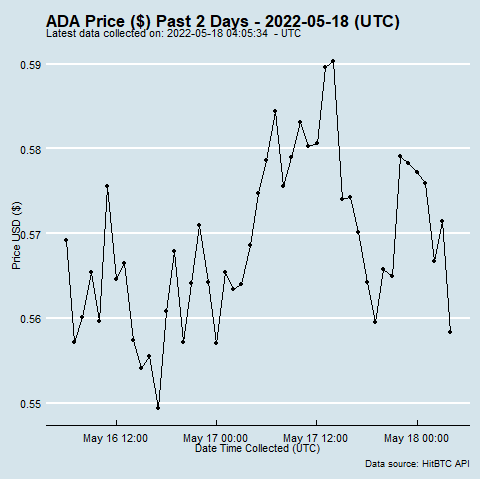 ADA Price ($) Past 2 Days - 2022-05-18 (UTC)
Latest data collected on: 2022-05-18 04:05:34 - UTC
0.59
0.58
0.57
0.56
0.55
Price USD ($)
May 16 12:00 May 17 00:00 May 17 12:00 May 18 00:00
Date Time Collected (UTC)
Data source: HitBTC API